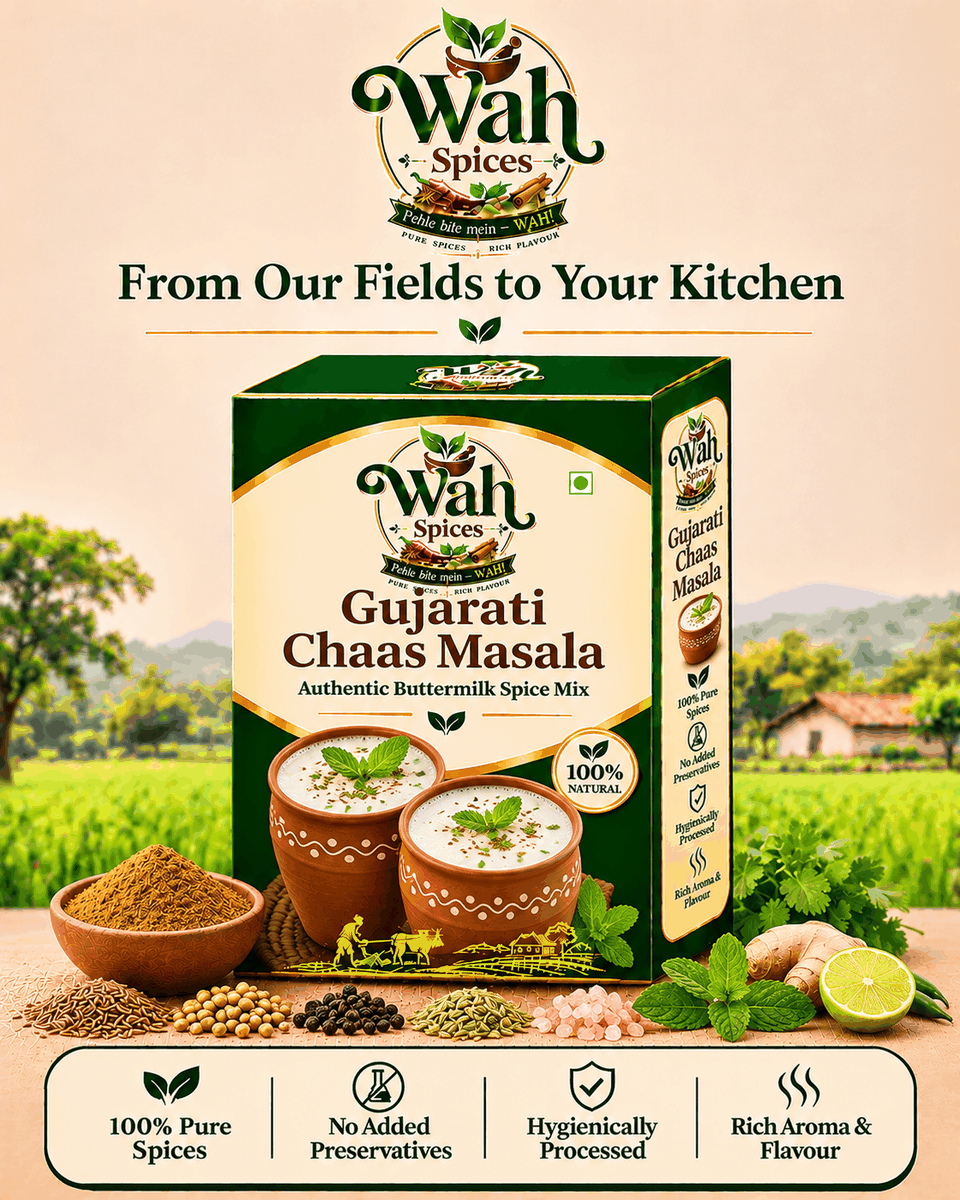 Wah
Spices
Pehle bite mein – WAH!
PURE SPICES RICH FLAVOUR
From Our Fields to Your Kitchen
Wah
Spices
Pehle bite mein – WAH!
PURE SPICES RICH FLAVOUR
Gujarati
Chaas Masala
Authentic Buttermilk Spice Mix
100%
NATURAL
Wah
Spices
Gujarati
Chaas
Masala
100% Pure
Spices
No Added
Preservatives
Hygienically
Processed
Rich Aroma &
Flavour
100% Pure
Spices
No Added
Preservatives
Hygienically
Processed
Rich Aroma &
Flavour